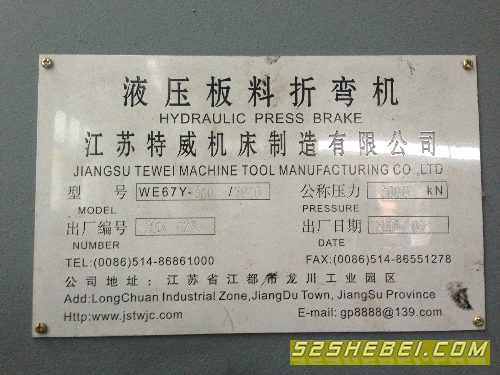 液压板料折弯机
HYDRAULIC PRESS BRAKE
江苏特威机床制造有限公司
JIANGSU TEWEI MACHINE TOOL MANUFACTURING CO.,LTD
型 号 WE67Y- / 公称压力 kN
MODEL PRESSURE
出厂编号 出厂日期
NUMBER DATE
TEL:(0086)514-86861000 FAX:(0086)514-86551278
公司地址: 江苏省江都市龙川工业园区
Add:LongChuan Industrial Zone,JiangDu Town, JiangSu Province
Http:www.jstwjc.com E-mail: gp8888@139.com
52SHEBEI.COM